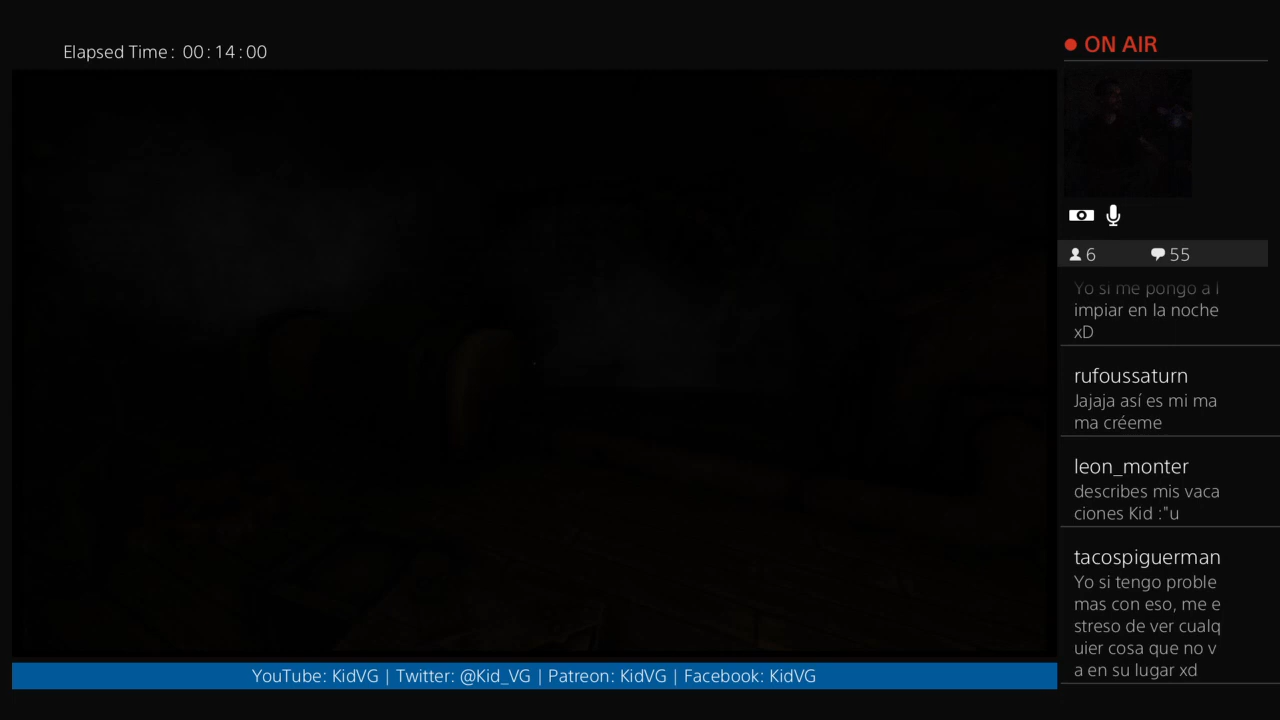 Elapsed Time: 00:14:00
ON AIR
6 55
Yo si me pongo a l
impiar en la noche
xD
rufoussaturn
Jajaja así es mi ma
ma créeme
leon_monter
describes mis vaca
ciones Kid :"u
tacospiguerman
Yo si tengo proble
mas con eso, me e
streso de ver cualq
uier cosa que no v
a en su lugar xd
YouTube: KidVG | Twitter: @Kid_VG | Patreon: KidVG | Facebook: KidVG